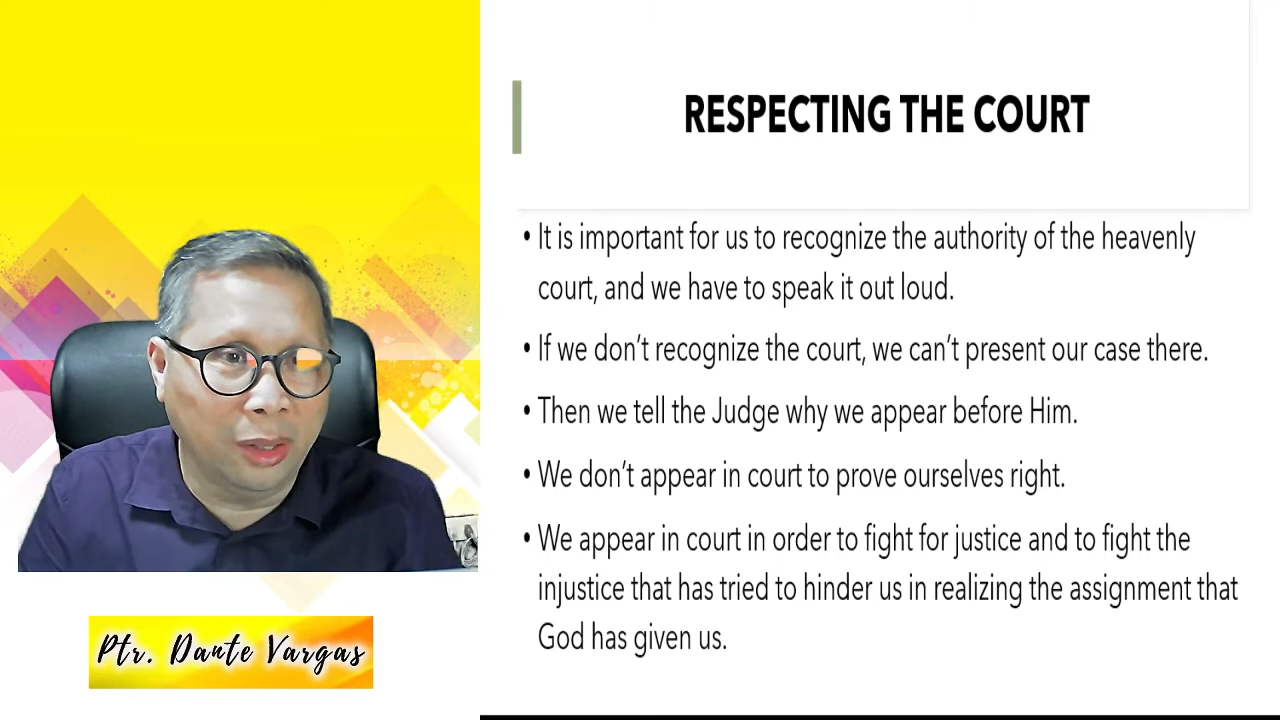 RESPECTING THE COURT
• It is important for us to recognize the authority of the heavenly
court, and we have to speak it out loud.
• If we don’t recognize the court, we can’t present our case there.
• Then we tell the Judge why we appear before Him.
• We don’t appear in court to prove ourselves right.
• We appear in court in order to fight for justice and to fight the
injustice that has tried to hinder us in realizing the assignment that
God has given us.
Ptr. Dante Vargas